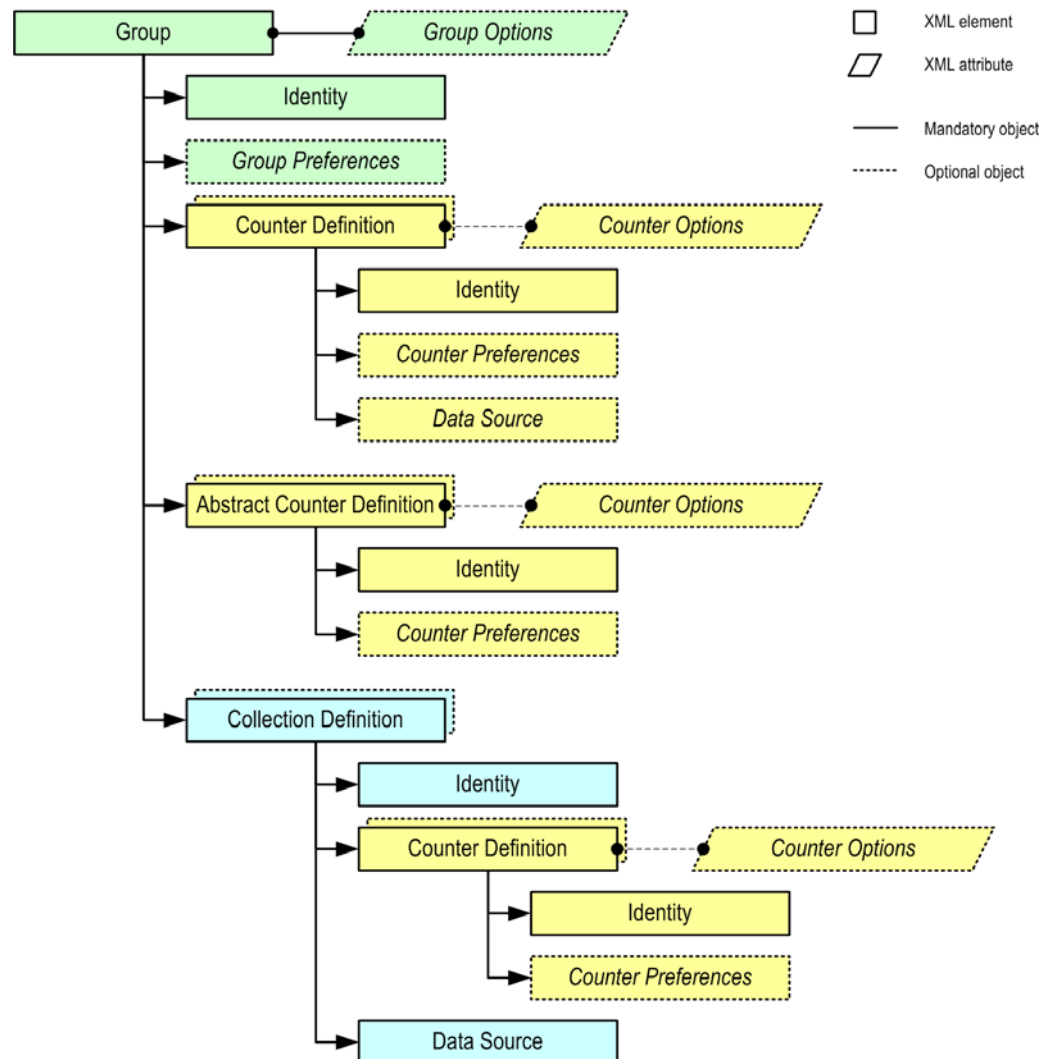 Group
Group Options
XML element
XML attribute
Identity
Mandatory object
Group Preferences
Optional object
Counter Definition
Counter Options
Identity
Counter Preferences
Data Source
Abstract Counter Definition
Counter Options
Identity
Counter Preferences
Collection Definition
Identity
Counter Definition
Counter Options
Identity
Counter Preferences
Data Source